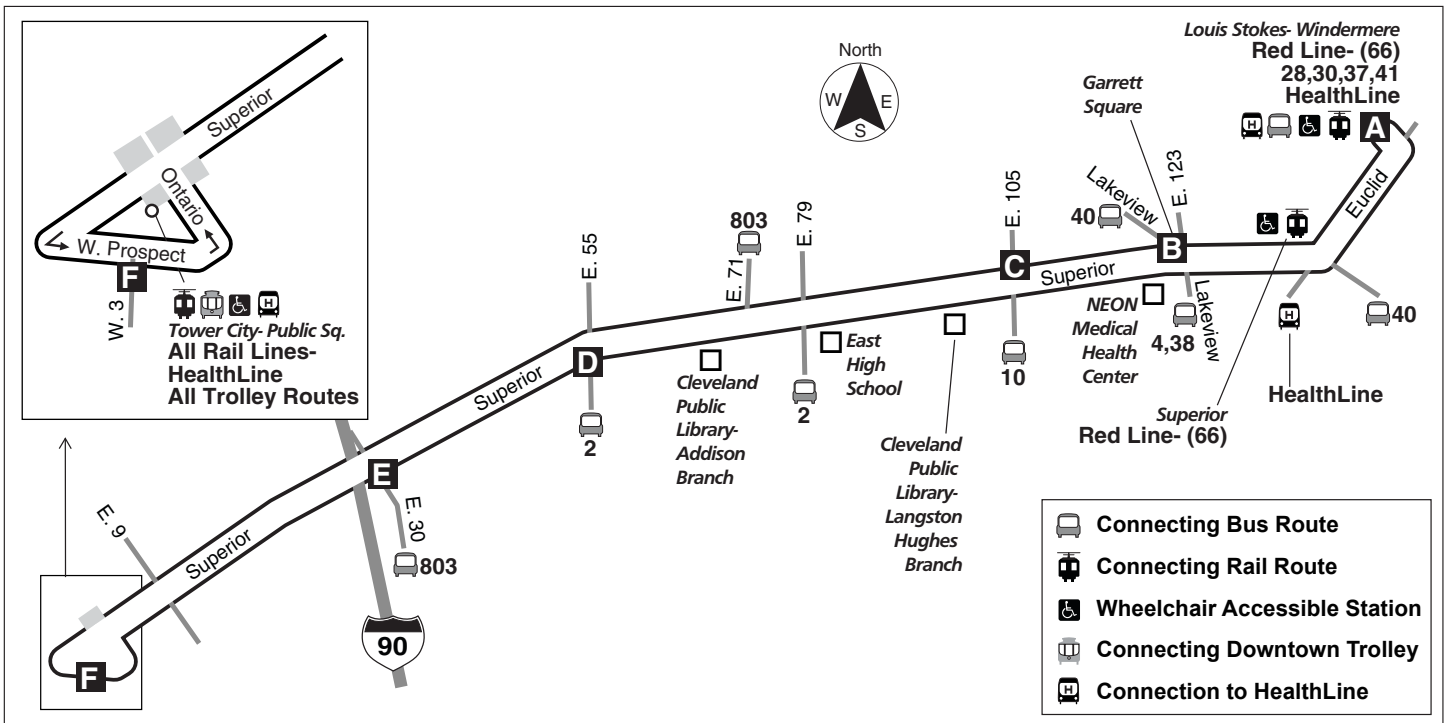 Superior
Ontario
W. Prospect
F
W. 3
Tower City- Public Sq.
All Rail Lines-
HealthLine
All Trolley Routes
North
W
E
S
Louis Stokes- Windermere
Red Line- (66)
28,30,37,41
HealthLine
H
A
Euclid
Garrett
Square
E. 123
Lakeview
40
B
E. 105
C
Superior
E. 79
803
E. 71
E. 55
D
Superior
2
Cleveland
Public
Library-
Addison
Branch
2
East
High
School
Cleveland
Public
Library-
Langston
Hughes
Branch
10
NEON
Medical
Health
Center
4,38
Lakeview
Superior
Red Line- (66)
H
HealthLine
40
E
E. 30
803
90
E. 9
Superior
F
Connecting Bus Route
Connecting Rail Route
Wheelchair Accessible Station
Connecting Downtown Trolley
H
Connection to HealthLine